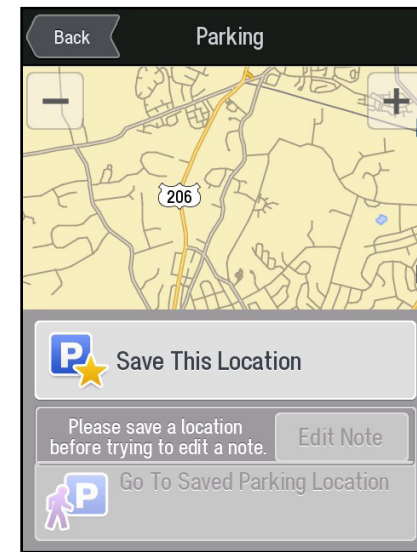 Back
Parking
206
P
Save This Location
Please save a location
before trying to edit a note.
Edit Note
P
Go To Saved Parking Location